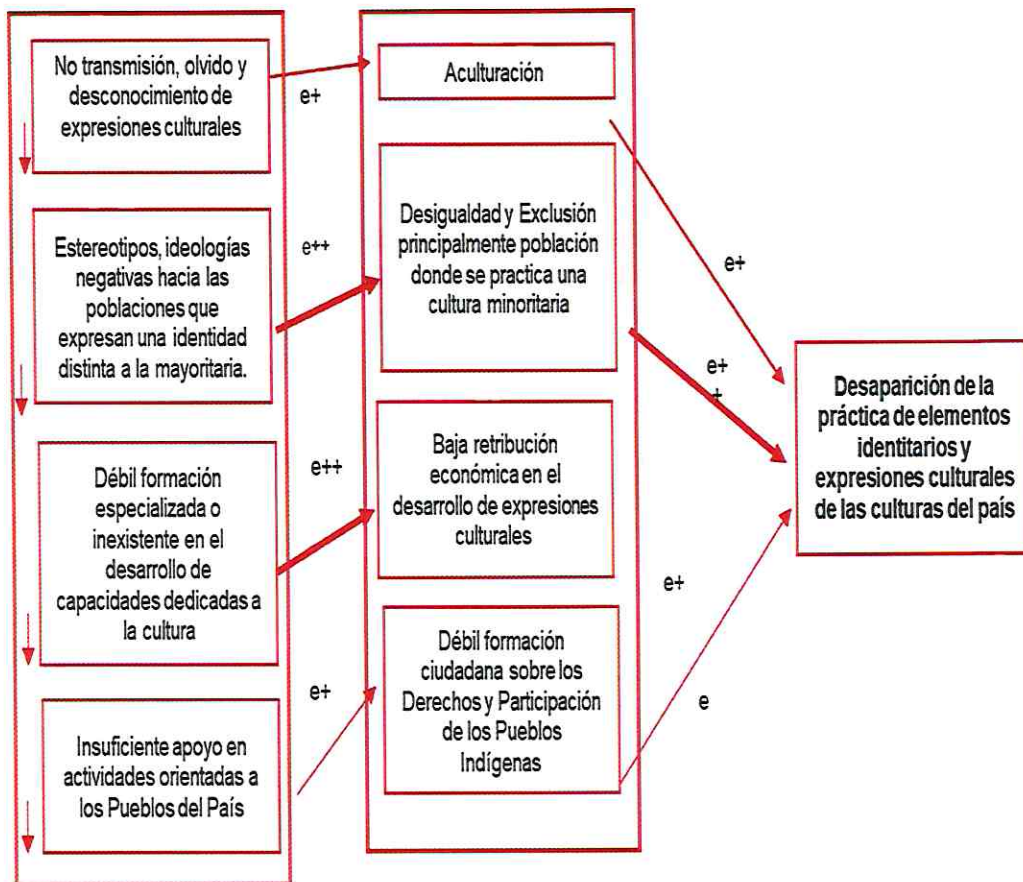 No transmisión, olvido y
desconocimiento de
expresiones culturales
Estereotipos, ideologías
negativas hacia las
poblaciones que
expresan una identidad
distinta a la mayoritaria.
Débil formación
especializada o
inexistente en el
desarrollo de
capacidades dedicadas a
la cultura
Insuficiente apoyo en
actividades orientadas a
los Pueblos del País
e+
e++
e++
e+
Aculturación
Desigualdad y Exclusión
principalmente población
donde se practica una
cultura minoritaria
Baja retribución
económica en el
desarrollo de expresiones
culturales
Débil formación
ciudadana sobre los
Derechos y Participación
de los Pueblos
Indígenas
e+
e+
+
e+
e
Desaparición de la
práctica de elementos
identitarios y
expresiones culturales
de las culturas del país